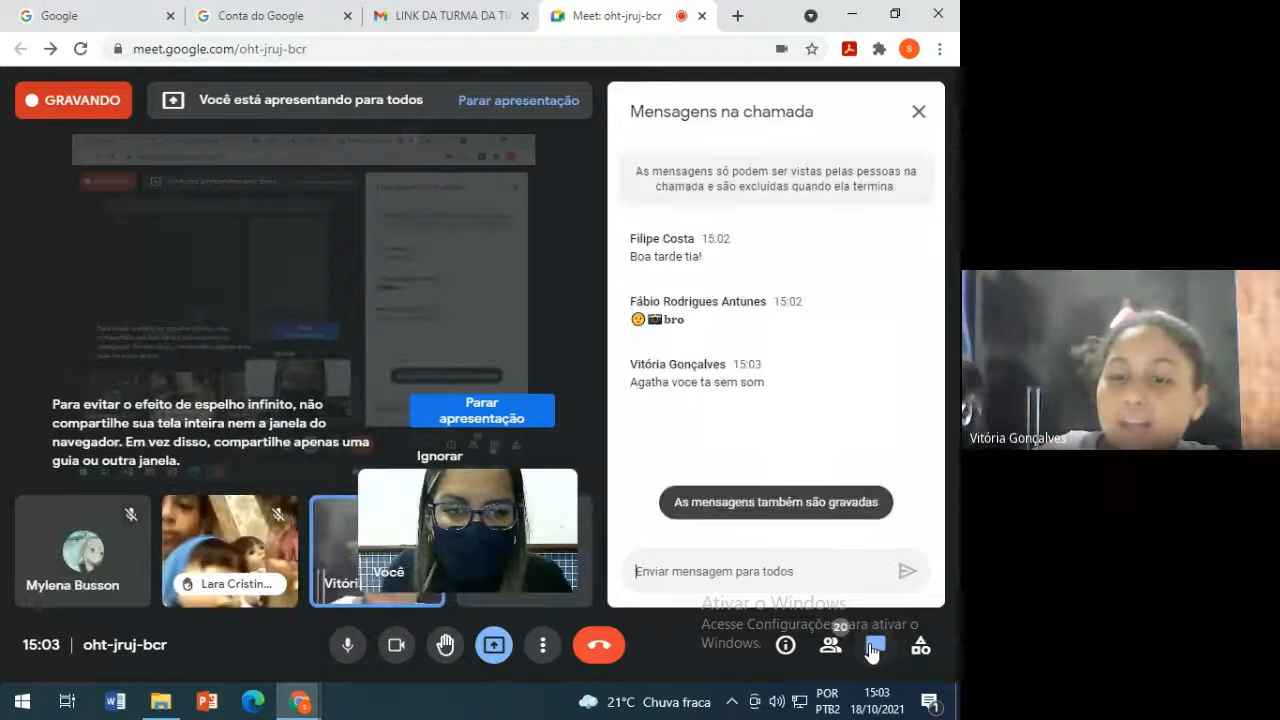 Google
Conta do Google
LINK DA TURMA DA TU
Meet: oht-jruj-bcr
meet.google.com/oht-jruj-bcr
S
GRAVANDO
Você está apresentando para todos
Parar apresentação
Mensagens na chamada
As mensagens só podem ser vistas pelas pessoas na
chamada e são excluídas quando ela termina.
Filipe Costa 15:02
Boa tarde tia!
Fábio Rodrigues Antunes 15:02
😔📸bro
Vitória Gonçalves 15:03
Agatha voce ta sem som
As mensagens também são gravadas
Enviar mensagem para todos
Para evitar o efeito de espelho infinito, não
compartilhe sua tela inteira nem a janela do
navegador. Em vez disso, compartilhe apenas uma
guia ou outra janela.
Parar
apresentação
Ignorar
Mylena Busson
Lara Cristin...
Vitóri
Você
Vitória Gonçalves
Ativar o Windows
Acesse Configurações para ativar o
Windows.
15:03 | oht-jruj-bcr
20
21°C Chuva fraca
POR
PTB2
15:03
18/10/2021
1